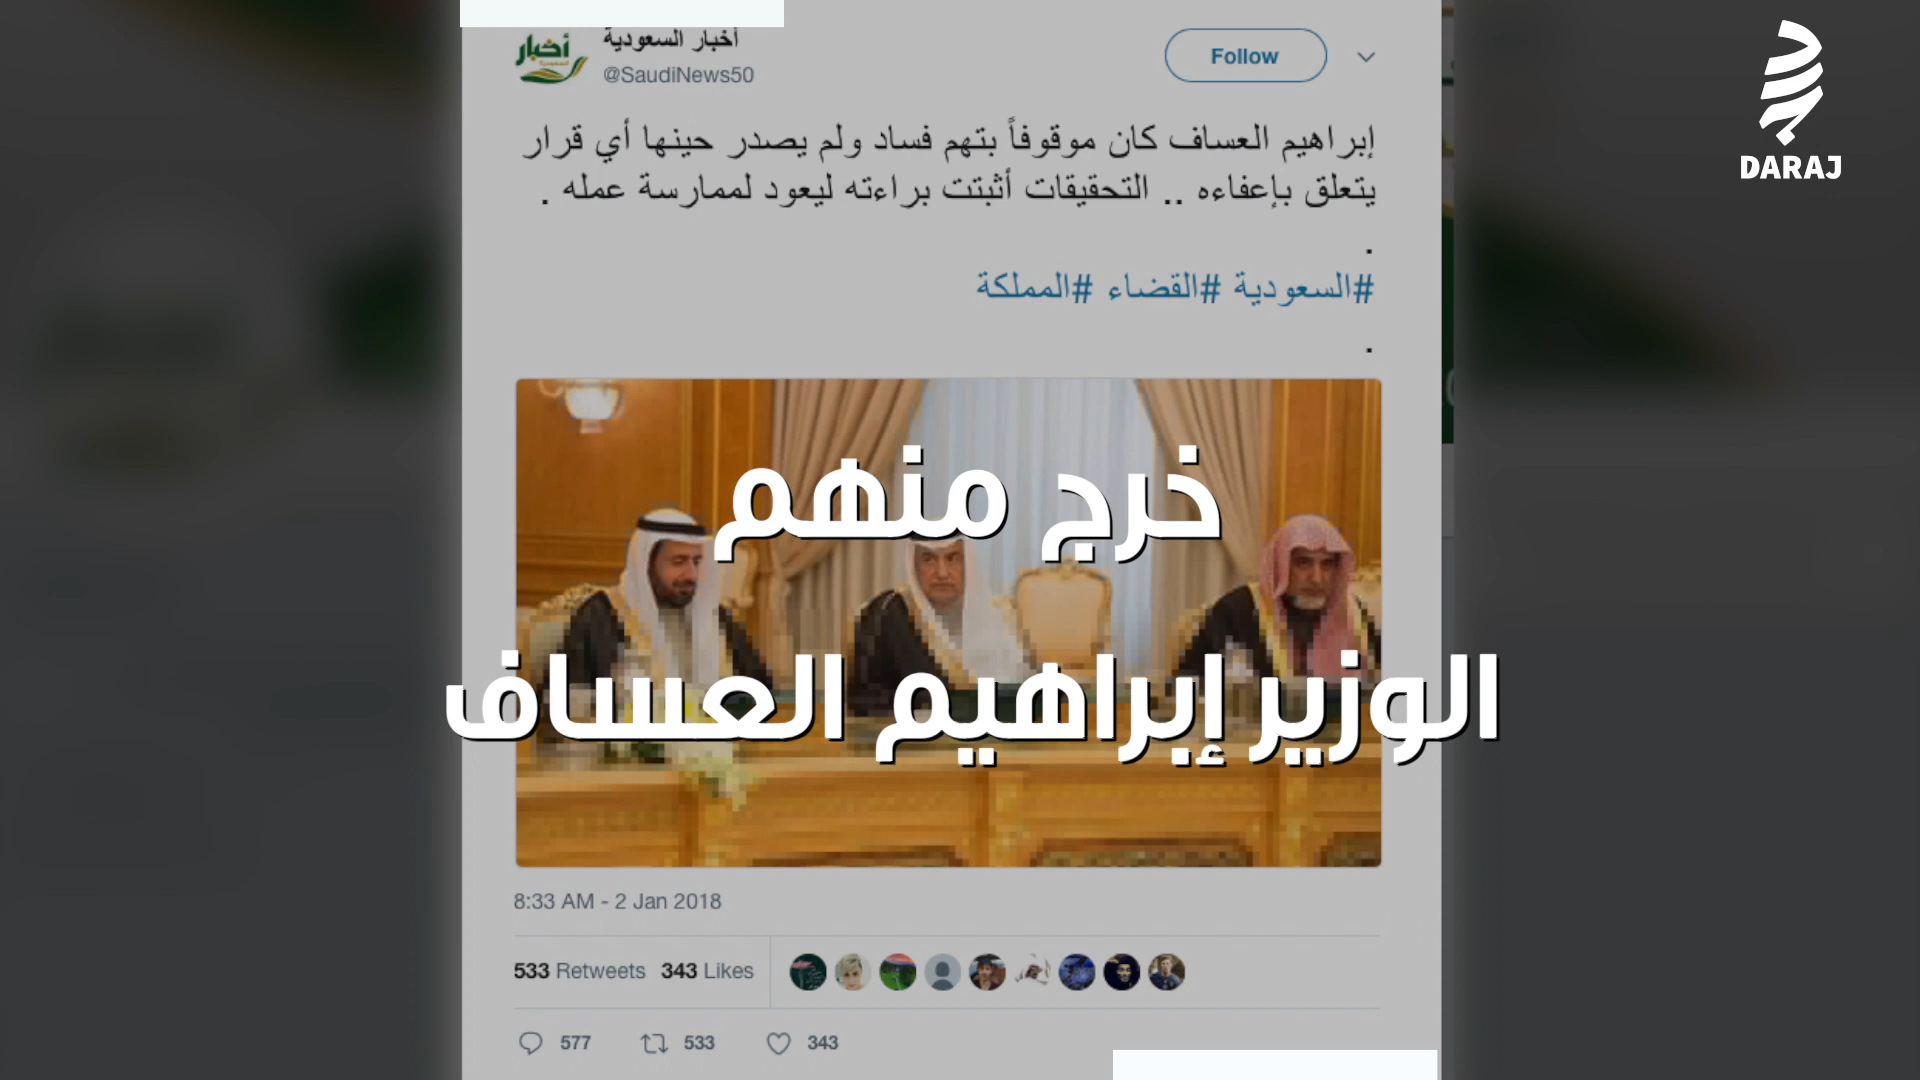 أخبار السعودية
@SaudiNews50
Follow
DARAJ
أخبار
السعودية
إبراهيم العساف كان موقوفاً بتهم فساد ولم يصدر حينها أي قرار
يتعلق بإعفاءه .. التحقيقات أثبتت براءته ليعود لممارسة عمله .
.
#السعودية #القضاء #المملكة
.
خرج منهم
الوزير إبراهيم العساف
8:33 AM - 2 Jan 2018
533 Retweets 343 Likes
577 533 343